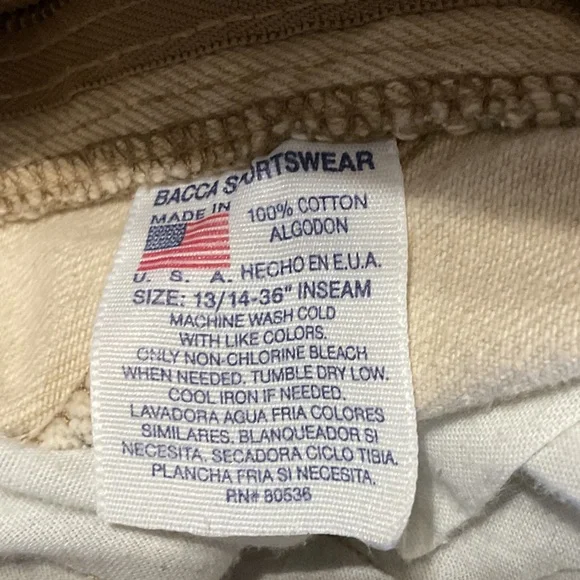 BACCA SPORTSWEAR
MADE IN
100% COTTON
ALGODON
U. S. A. HECHO EN E.U.A.
SIZE: 13/14-36" INSEAM
MACHINE WASH COLD
WITH LIKE COLORS.
ONLY NON-CHLORINE BLEACH
WHEN NEEDED. TUMBLE DRY LOW.
COOL IRON IF NEEDED.
LAVADORA AGUA FRIA COLORES
SIMILARES. BLANQUEADOR SI
NECESITA. SECADORA CICLO TIBIA.
PLANCHA FRIA SI NECESITA.
RN# 80536